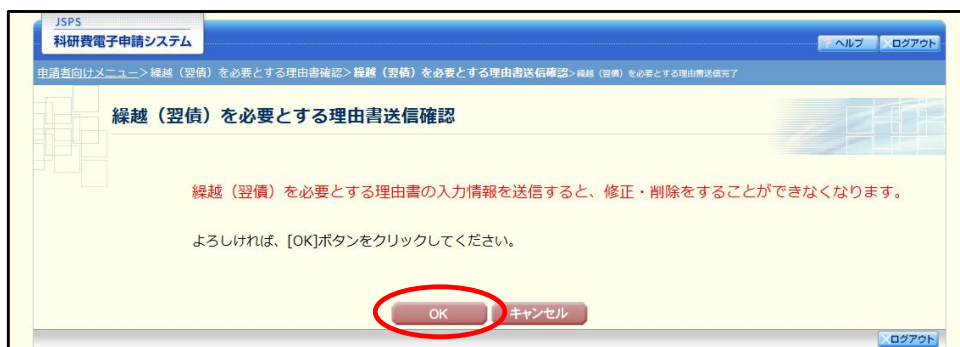 JSPS
科研費電子申請システム
ヘルプ ログアウト
申請者向けメニュー>繰越（翌債）を必要とする理由書確認>繰越（翌債）を必要とする理由書送信確認>繰越（翌債）を必要とする理由書送信完了
繰越（翌債）を必要とする理由書送信確認
繰越（翌債）を必要とする理由書の入力情報を送信すると、修正・削除をすることができなくなります。
よろしければ、[OK]ボタンをクリックしてください。
OK キャンセル
ログアウト